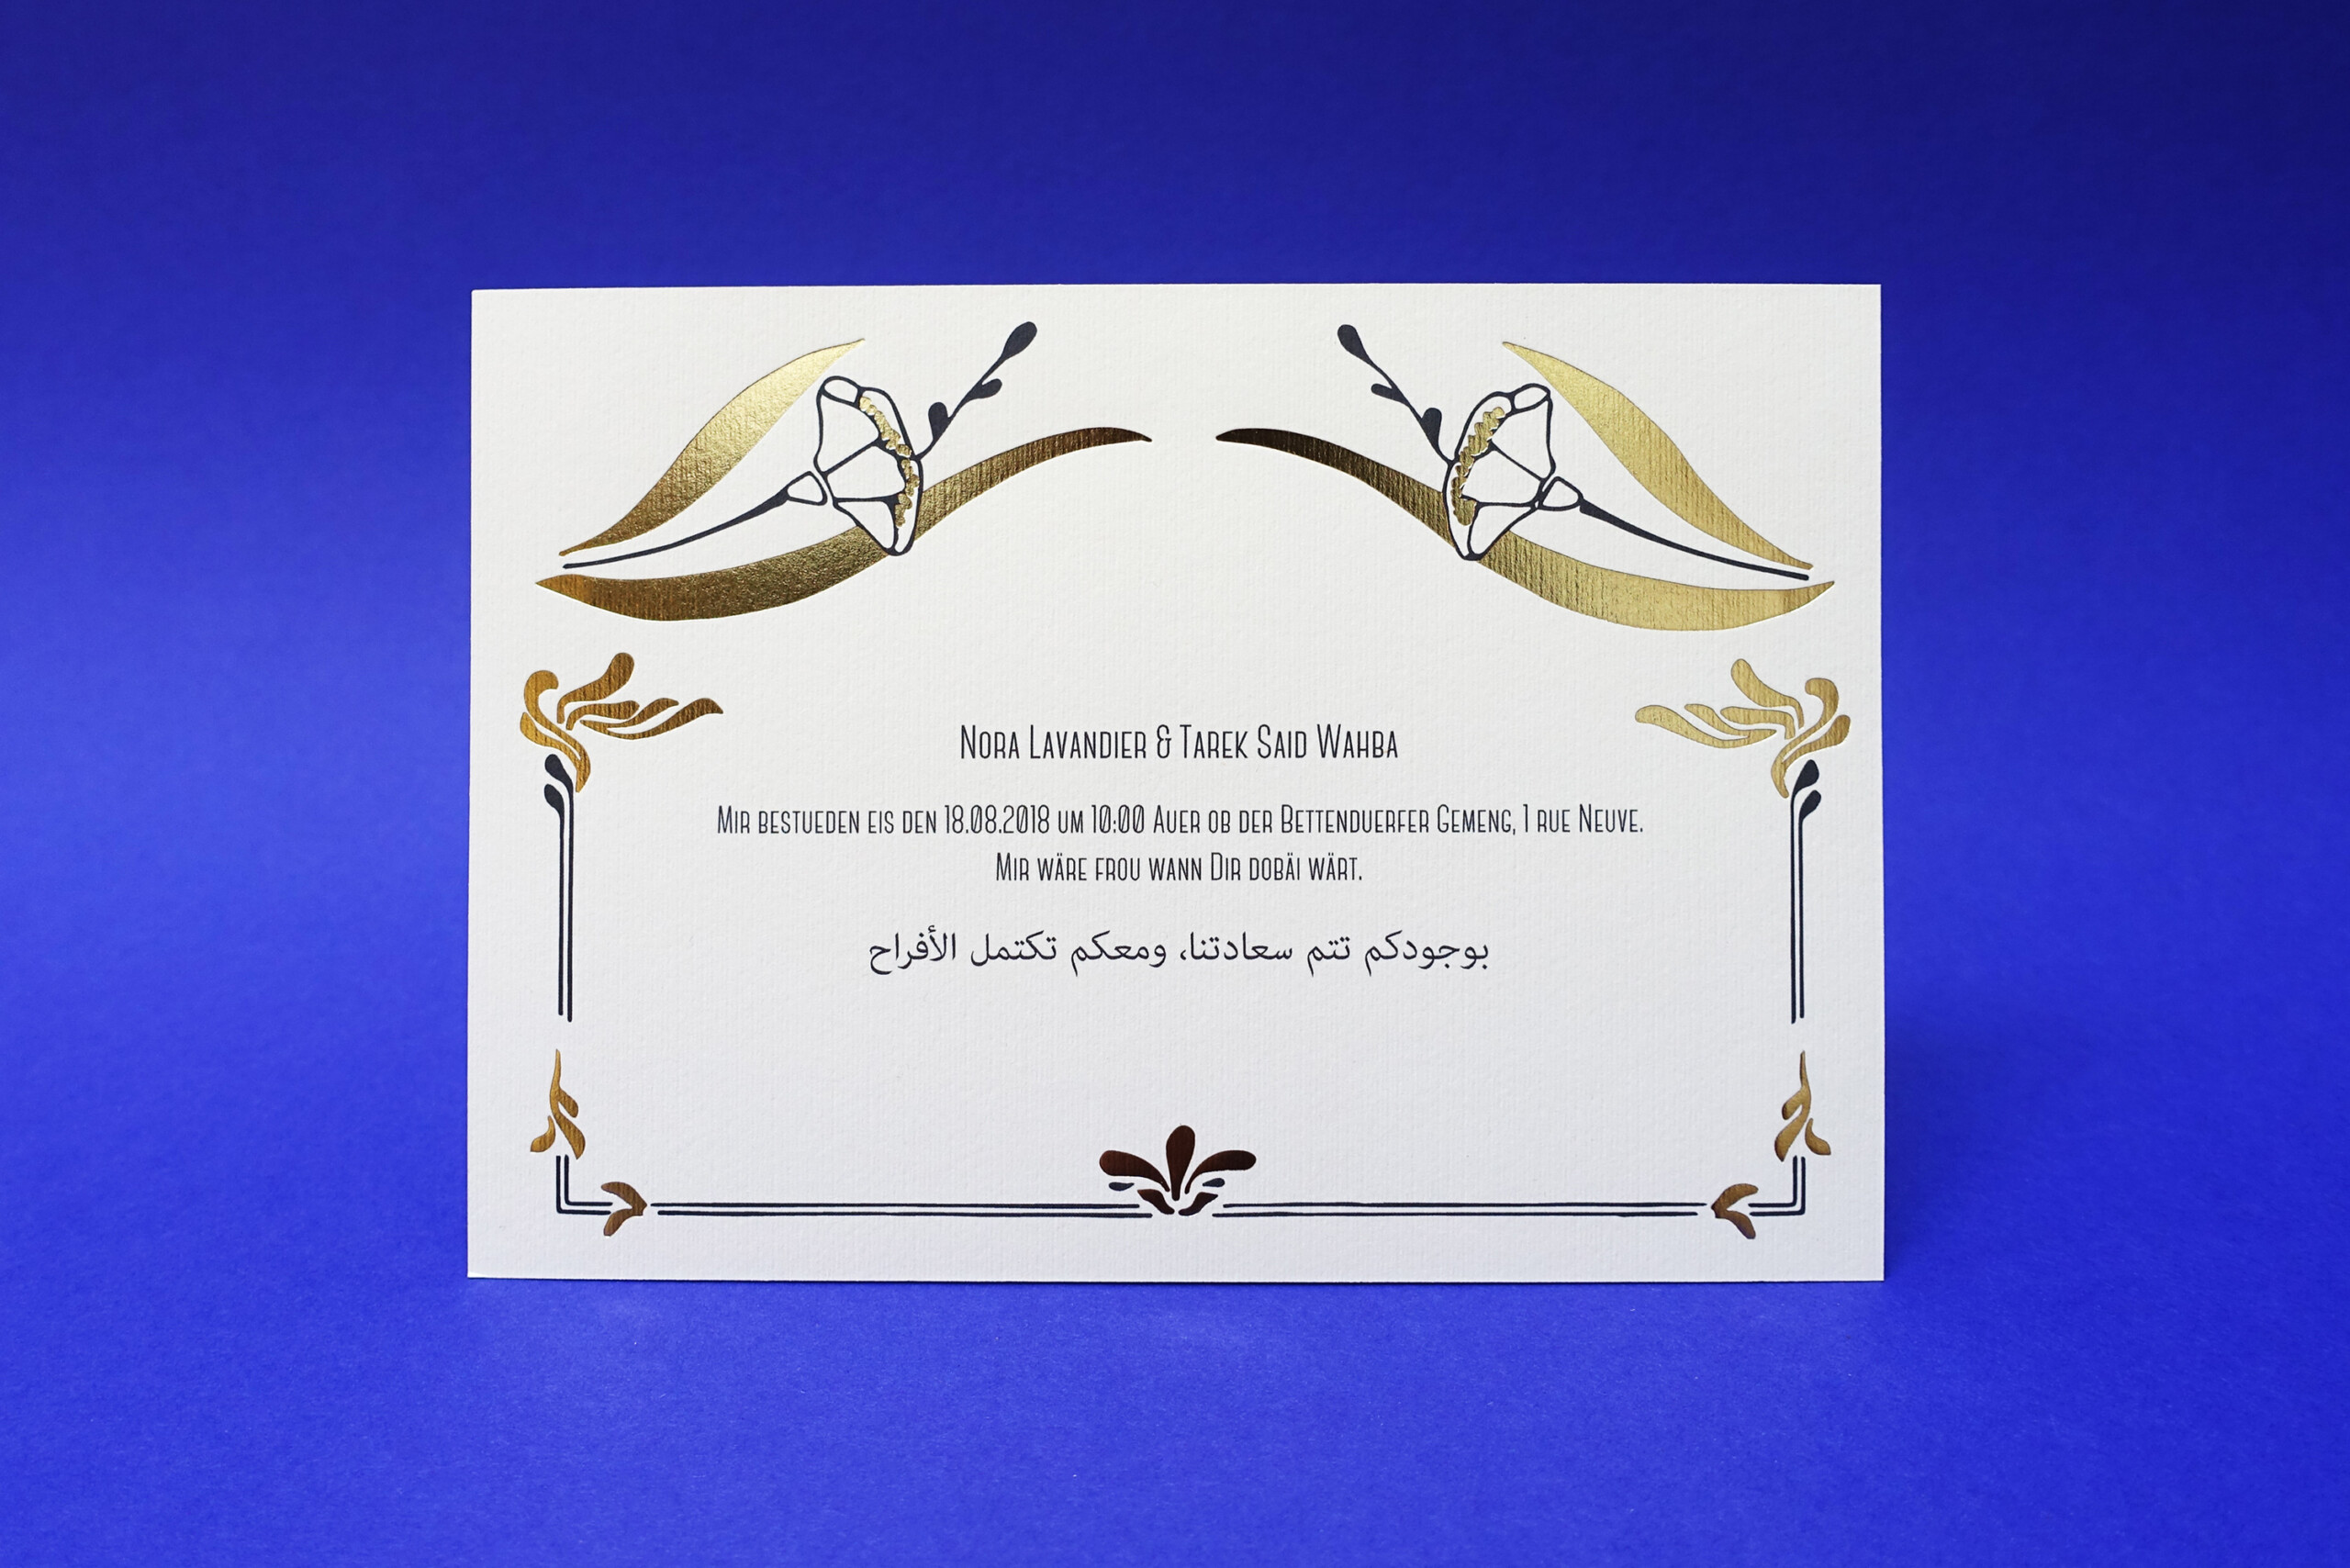 Nora Lavandier & Tarek Said Wahba
Mir bestueden eis den 18.08.2018 um 10:00 Auer ob der Bettenduerfer Gemeng, 1 rue Neuve.
Mir wäre frou wann Dir dobäi wärt.
بوجودكم تتم سعادتنا، ومعكم تكتمل الأفراح